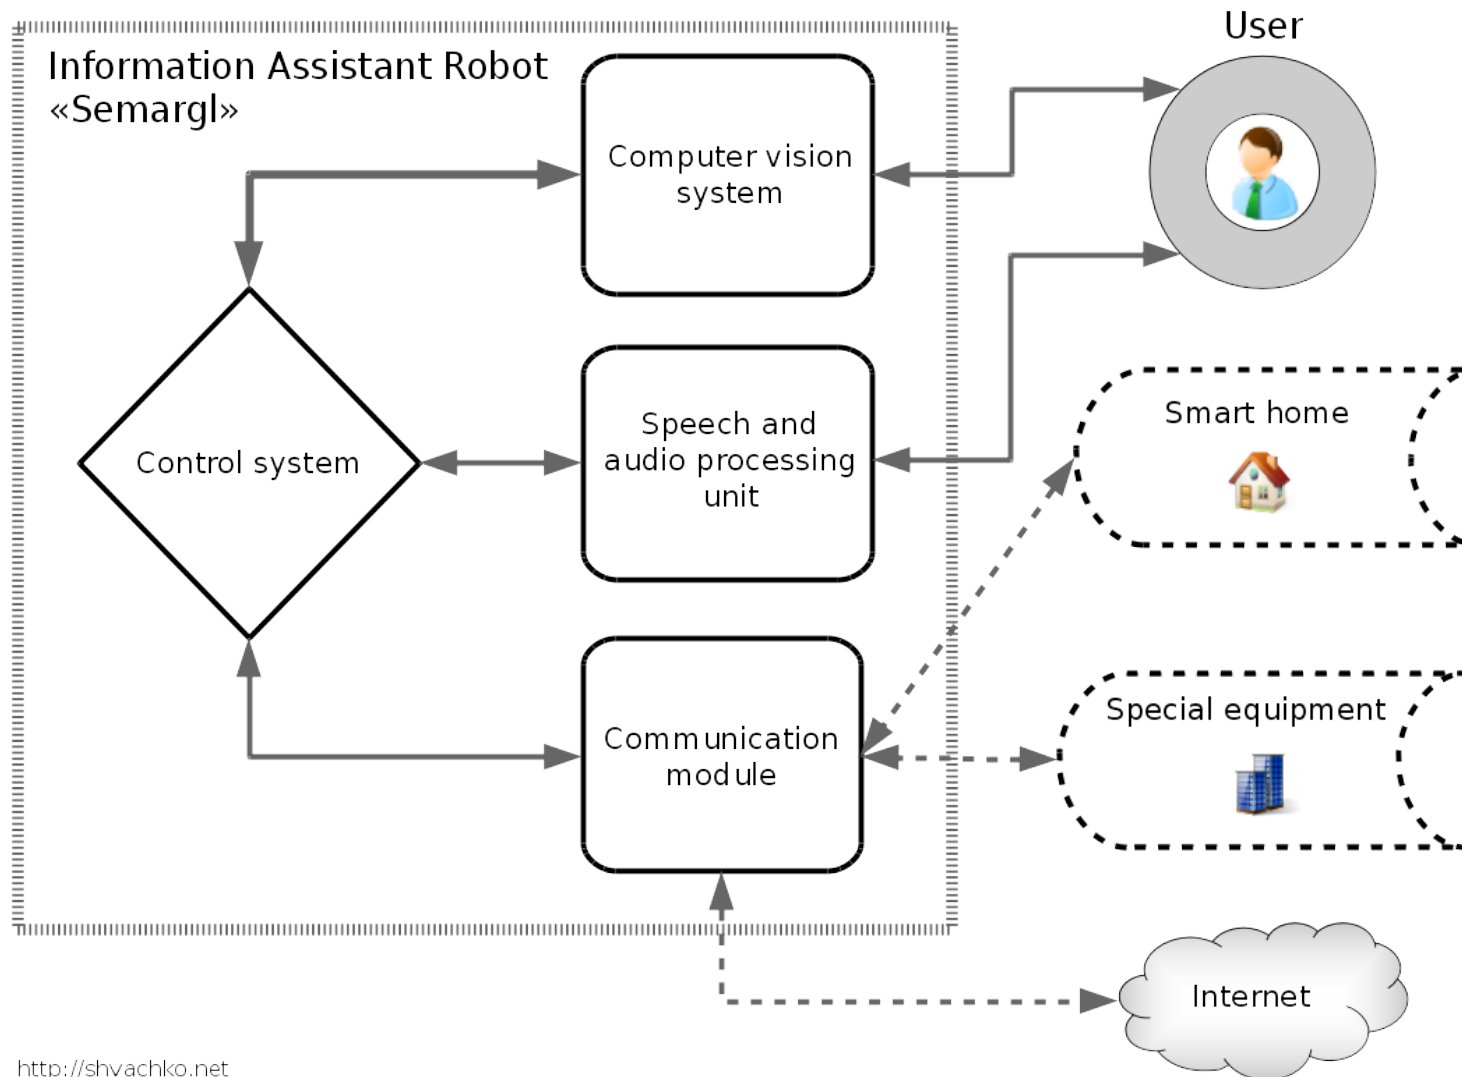 User
Information Assistant Robot
«Semargl»
Computer vision
system
Smart home
Speech and
audio processing
unit
Control system
Special equipment
Communication
module
Internet
http://shvachko.net